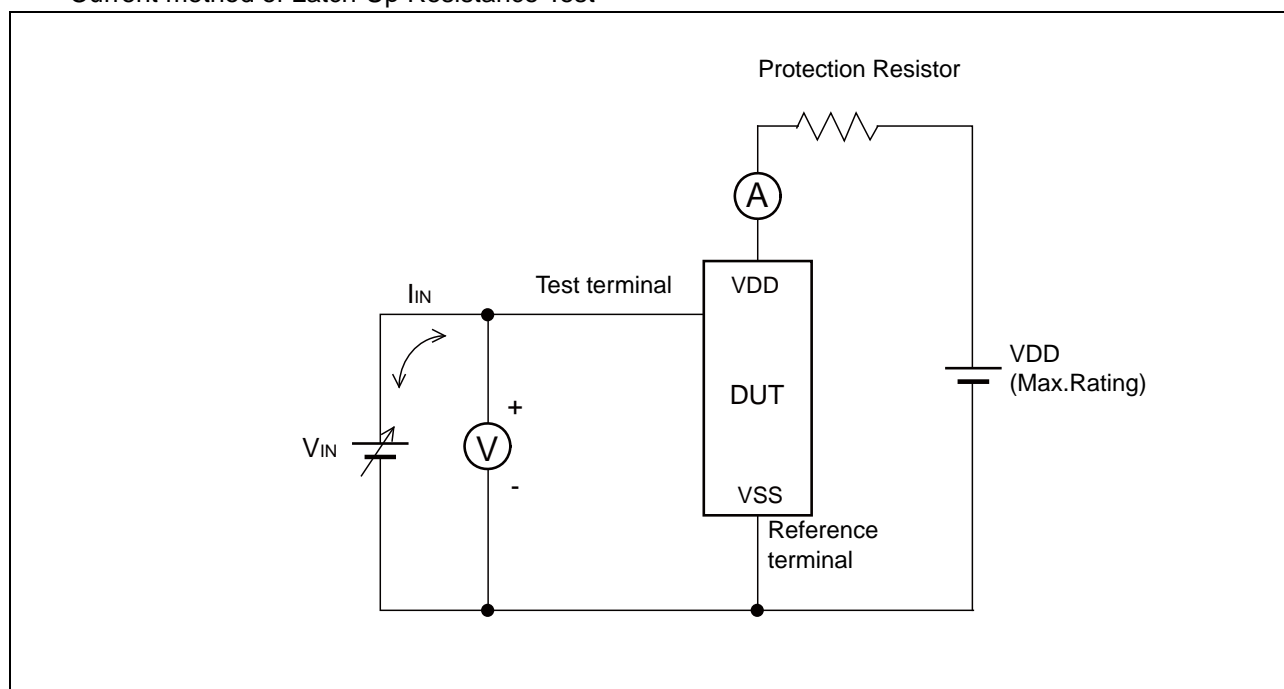 Current method of Latch-Up Resistance Test
Protection Resistor
A
IIN
Test terminal
VDD
VDD
(Max.Rating)
DUT
+
VIN
V
-
VSS
Reference
terminal